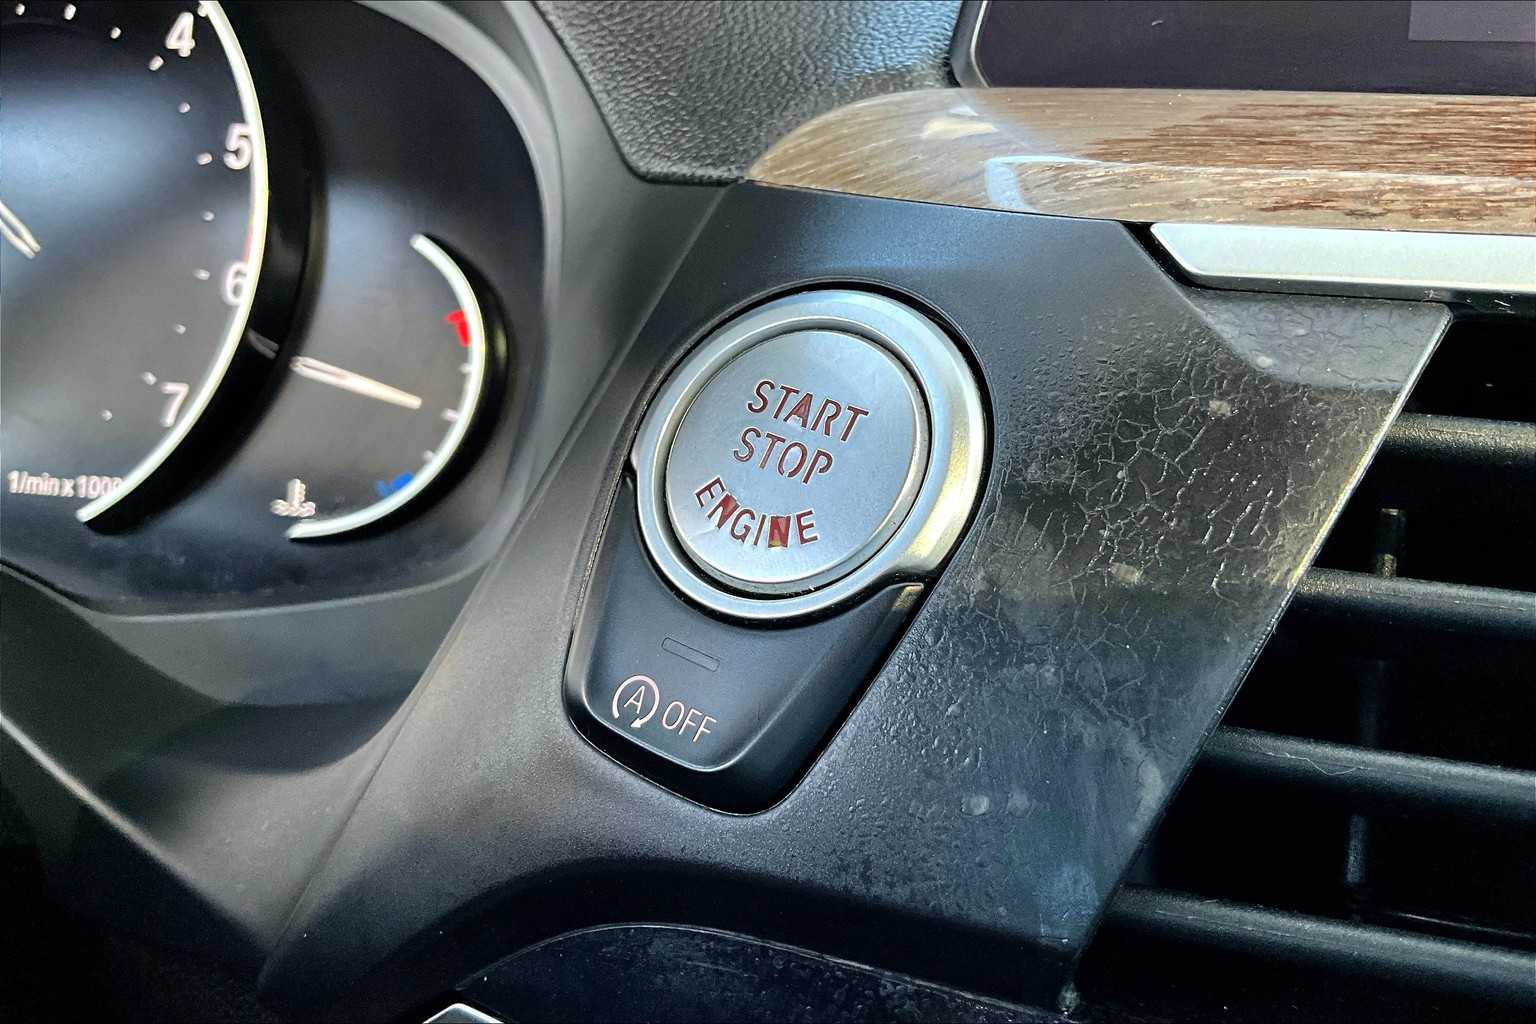 4
5
6
7
1/min x 1000
START
STOP
ENGINE
A OFF